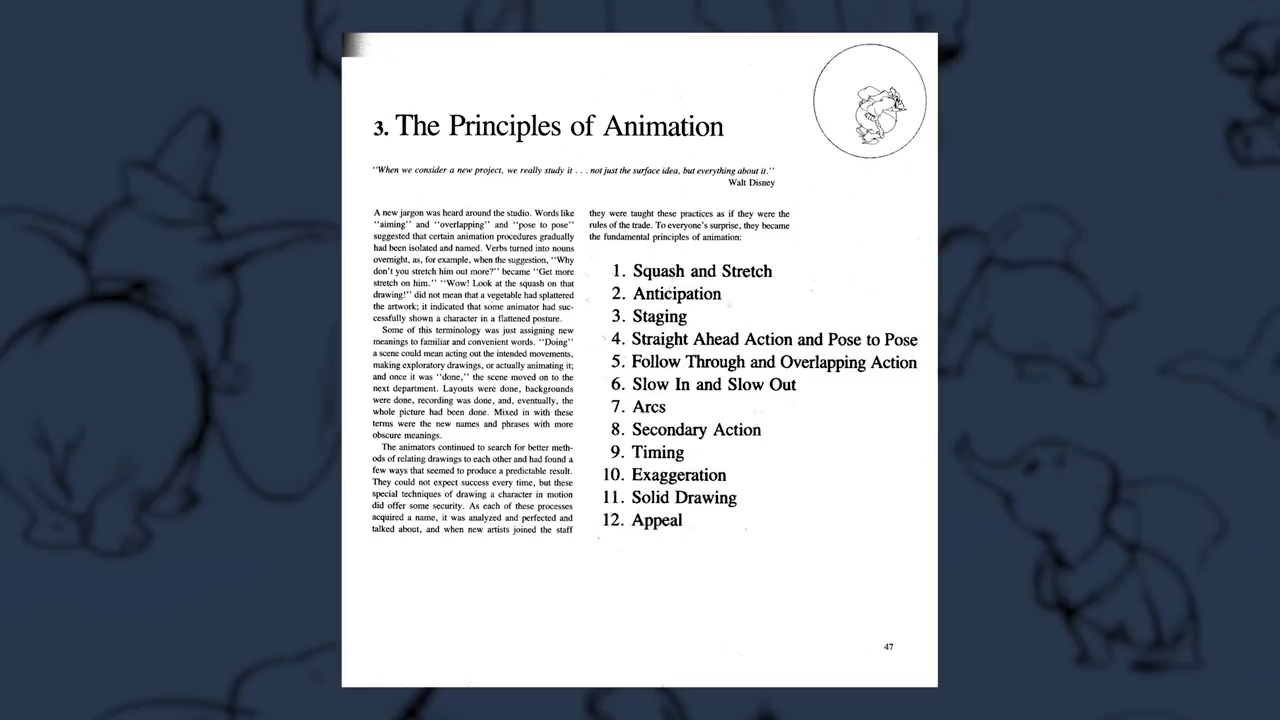 3. The Principles of Animation
"When we consider a new project, we really study it . . . not just the surface idea, but everything about it."
Walt Disney
A new jargon was heard around the studio. Words like
"aiming" and "overlapping" and "pose to pose"
suggested that certain animation procedures gradually
had been isolated and named. Verbs turned into nouns
overnight, as, for example, when the suggestion, "Why
don't you stretch him out more?" became "Get more
stretch on him." "Wow! Look at the squash on that
drawing!" did not mean that a vegetable had splattered
the artwork; it indicated that some animator had suc-
cessfully shown a character in a flattened posture.
Some of this terminology was just assigning new
meanings to familiar and convenient words. "Doing"
a scene could mean acting out the intended movements,
making exploratory drawings, or actually animating it;
and once it was "done," the scene moved on to the
next department. Layouts were done, backgrounds
were done, recording was done, and, eventually, the
whole picture had been done. Mixed in with these
terms were the new names and phrases with more
obscure meanings.
The animators continued to search for better meth-
ods of relating drawings to each other and had found a
few ways that seemed to produce a predictable result.
They could not expect success every time, but these
special techniques of drawing a character in motion
did offer some security. As each of these processes
acquired a name, it was analyzed and perfected and
talked about, and when new artists joined the staff
they were taught these practices as if they were the
rules of the trade. To everyone's surprise, they became
the fundamental principles of animation:
1. Squash and Stretch
2. Anticipation
3. Staging
4. Straight Ahead Action and Pose to Pose
5. Follow Through and Overlapping Action
6. Slow In and Slow Out
7. Arcs
8. Secondary Action
9. Timing
10. Exaggeration
11. Solid Drawing
12. Appeal
47